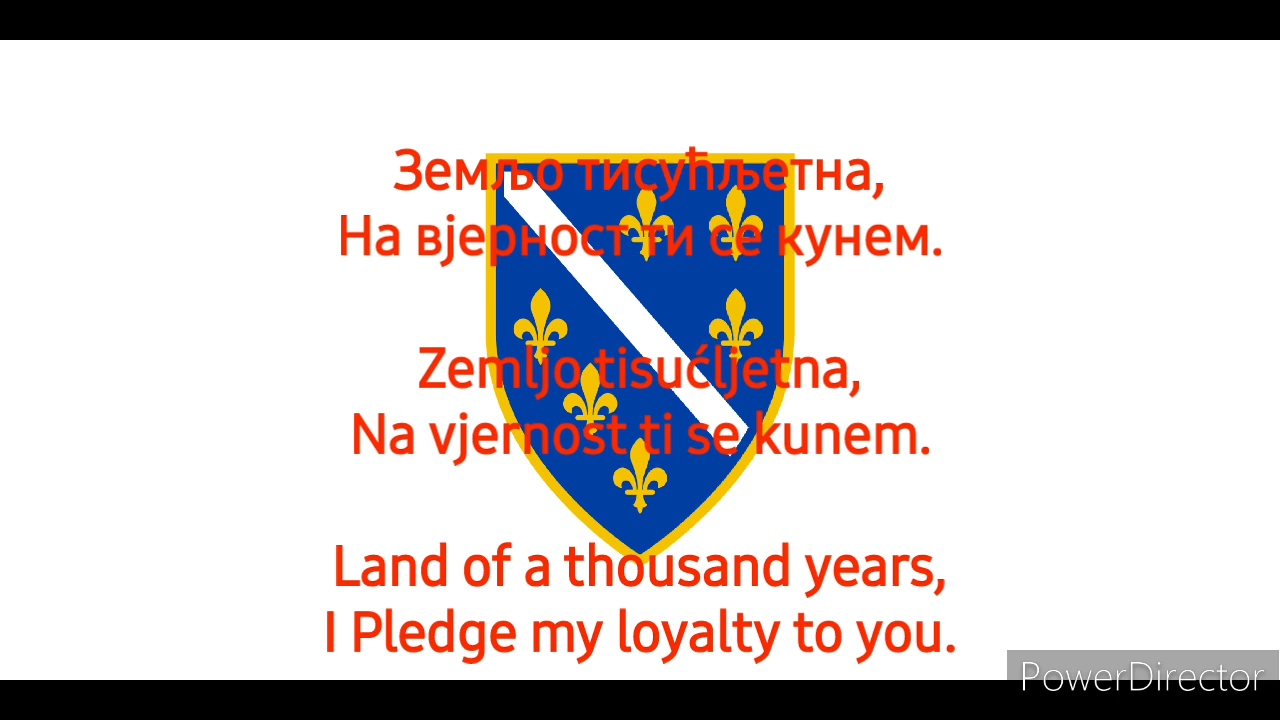 Земљо тисућљетна,
На вјерност ти се кунем.
Zemljo tisućljetna,
Na vjernost ti se kunem.
Land of a thousand years,
I Pledge my loyalty to you.
PowerDirector